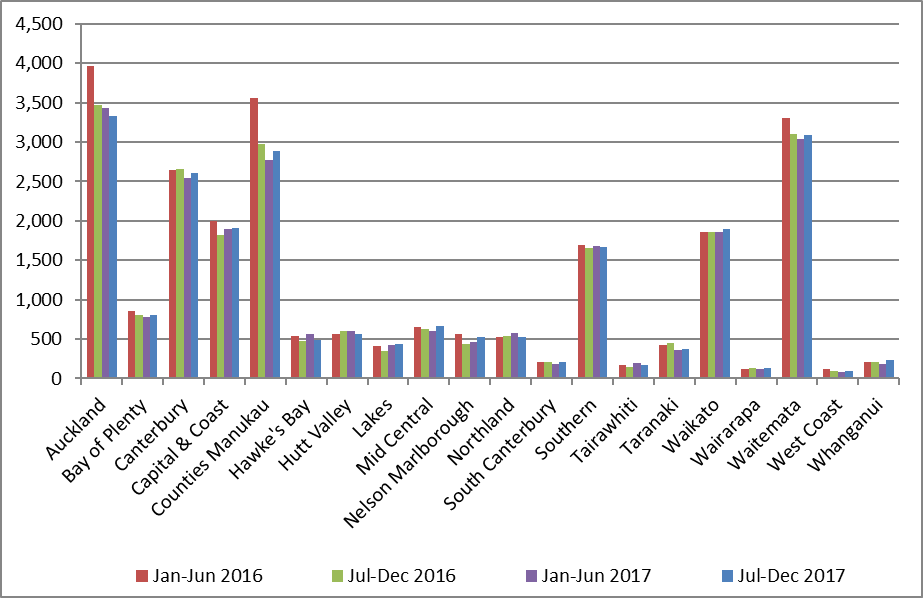 4,500
4,000
3,500
3,000
2,500
2,000
1,500
1,000
500
0
Auckland
Bay of Plenty
Canterbury
Capital & Coast
Counties Manukau
Hawke's Bay
Hutt Valley
Lakes
Mid Central
Nelson Marlborough
Northland
South Canterbury
Southern
Tairawhiti
Taranaki
Waikato
Wairarapa
Waitemata
West Coast
Whanganui
Jan-Jun 2016 Jul-Dec 2016 Jan-Jun 2017 Jul-Dec 2017